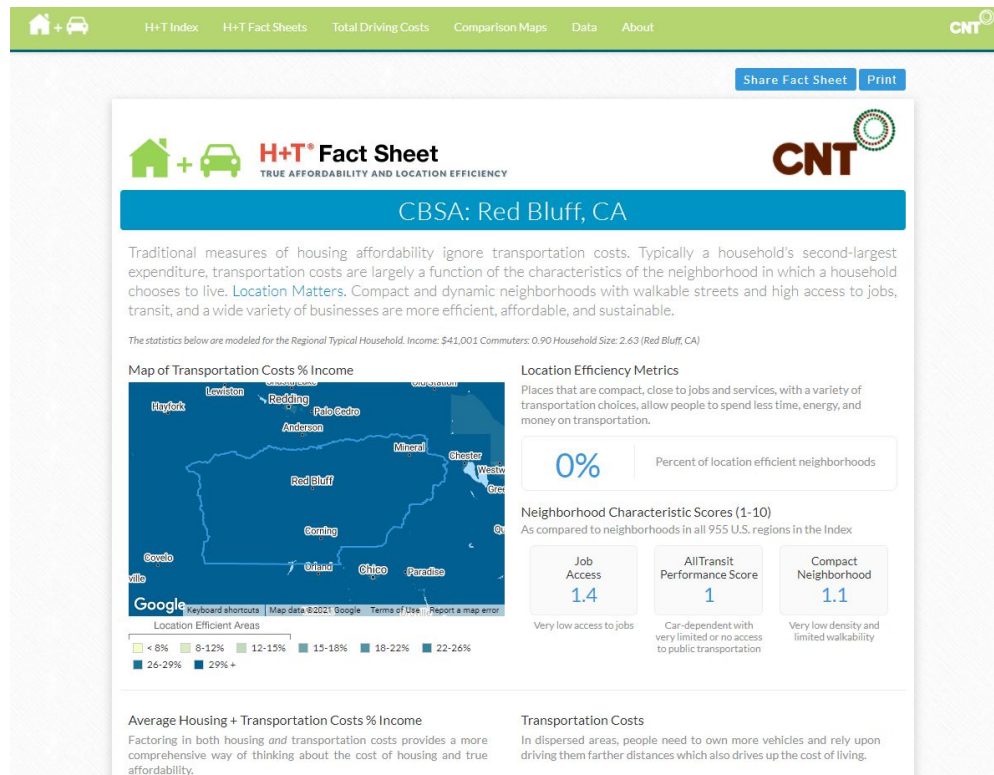 H+T Index H+T Fact Sheets Total Driving Costs Comparison Maps Data About
CNT
Share Fact Sheet Print
H+T® Fact Sheet
TRUE AFFORDABILITY AND LOCATION EFFICIENCY
CNT
CBSA: Red Bluff, CA
Traditional measures of housing affordability ignore transportation costs. Typically a household's second-largest
expenditure, transportation costs are largely a function of the characteristics of the neighborhood in which a household
chooses to live. Location Matters. Compact and dynamic neighborhoods with walkable streets and high access to jobs,
transit, and a wide variety of businesses are more efficient, affordable, and sustainable.
The statistics below are modeled for the Regional Typical Household. Income: $41,001 Commuters: 0.90 Household Size: 2.63 (Red Bluff, CA)
Map of Transportation Costs % Income
Lewiston
Hayfork
Redding
Palo Cedro
Anderson
Mineral
Chester
Red Bluff
Corning
Covelo
Orland
Chico
Paradise
Google
Keyboard shortcuts Map data ©2021 Google Terms of Use Report a map error
Location Efficient Areas
< 8% 8-12% 12-15% 15-18% 18-22% 22-26%
26-29% 29% +
Location Efficiency Metrics
Places that are compact, close to jobs and services, with a variety of
transportation choices, allow people to spend less time, energy, and
money on transportation.
0% Percent of location efficient neighborhoods
Neighborhood Characteristic Scores (1-10)
As compared to neighborhoods in all 955 U.S. regions in the Index
Job
Access
1.4
Very low access to jobs
AllTransit
Performance Score
1
Car-dependent with
very limited or no access
to public transportation
Compact
Neighborhood
1.1
Very low density and
limited walkability
Average Housing + Transportation Costs % Income
Factoring in both housing and transportation costs provides a more
comprehensive way of thinking about the cost of housing and true
affordability.
Transportation Costs
In dispersed areas, people need to own more vehicles and rely upon
driving them farther distances which also drives up the cost of living.